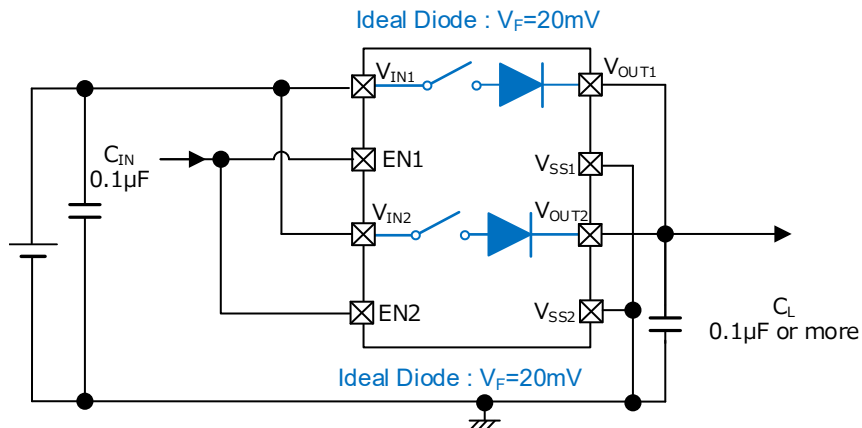 Ideal Diode : VF=20mV
VIN1
VOUT1
CIN
0.1µF
EN1
VSS1
VIN2
VOUT2
EN2
VSS2
CL
0.1µF or more
Ideal Diode : VF=20mV